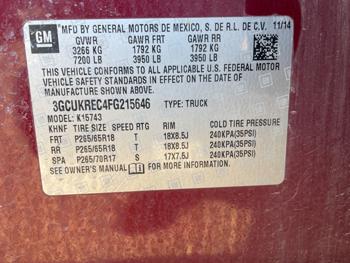 GM
MFD BY GENERAL MOTORS DE MEXICO, S. DE R.L. DE C.V. 11/14
GVWR GAWR FRT GAWR RR
3266 KG 1792 KG 1792 KG
7200 LB 3950 LB 3950 LB
THIS VEHICLE CONFORMS TO ALL APPLICABLE U.S. FEDERAL MOTOR
VEHICLE SAFETY STANDARDS IN EFFECT ON THE DATE OF
MANUFACTURE SHOWN ABOVE.
3GCUKREC4FG215646 TYPE: TRUCK
MODEL: K15743
KHNF TIRE SIZE SPEED RTG RIM COLD TIRE PRESSURE
FRT P265/65R18 T 18X8.5J 240KPA(35PSI)
RR P265/65R18 T 18X8.5J 240KPA(35PSI)
SPA P265/70R17 S 17X7.5J 240KPA(35PSI)
SEE OWNER'S MANUAL FOR MORE INFORMATION.